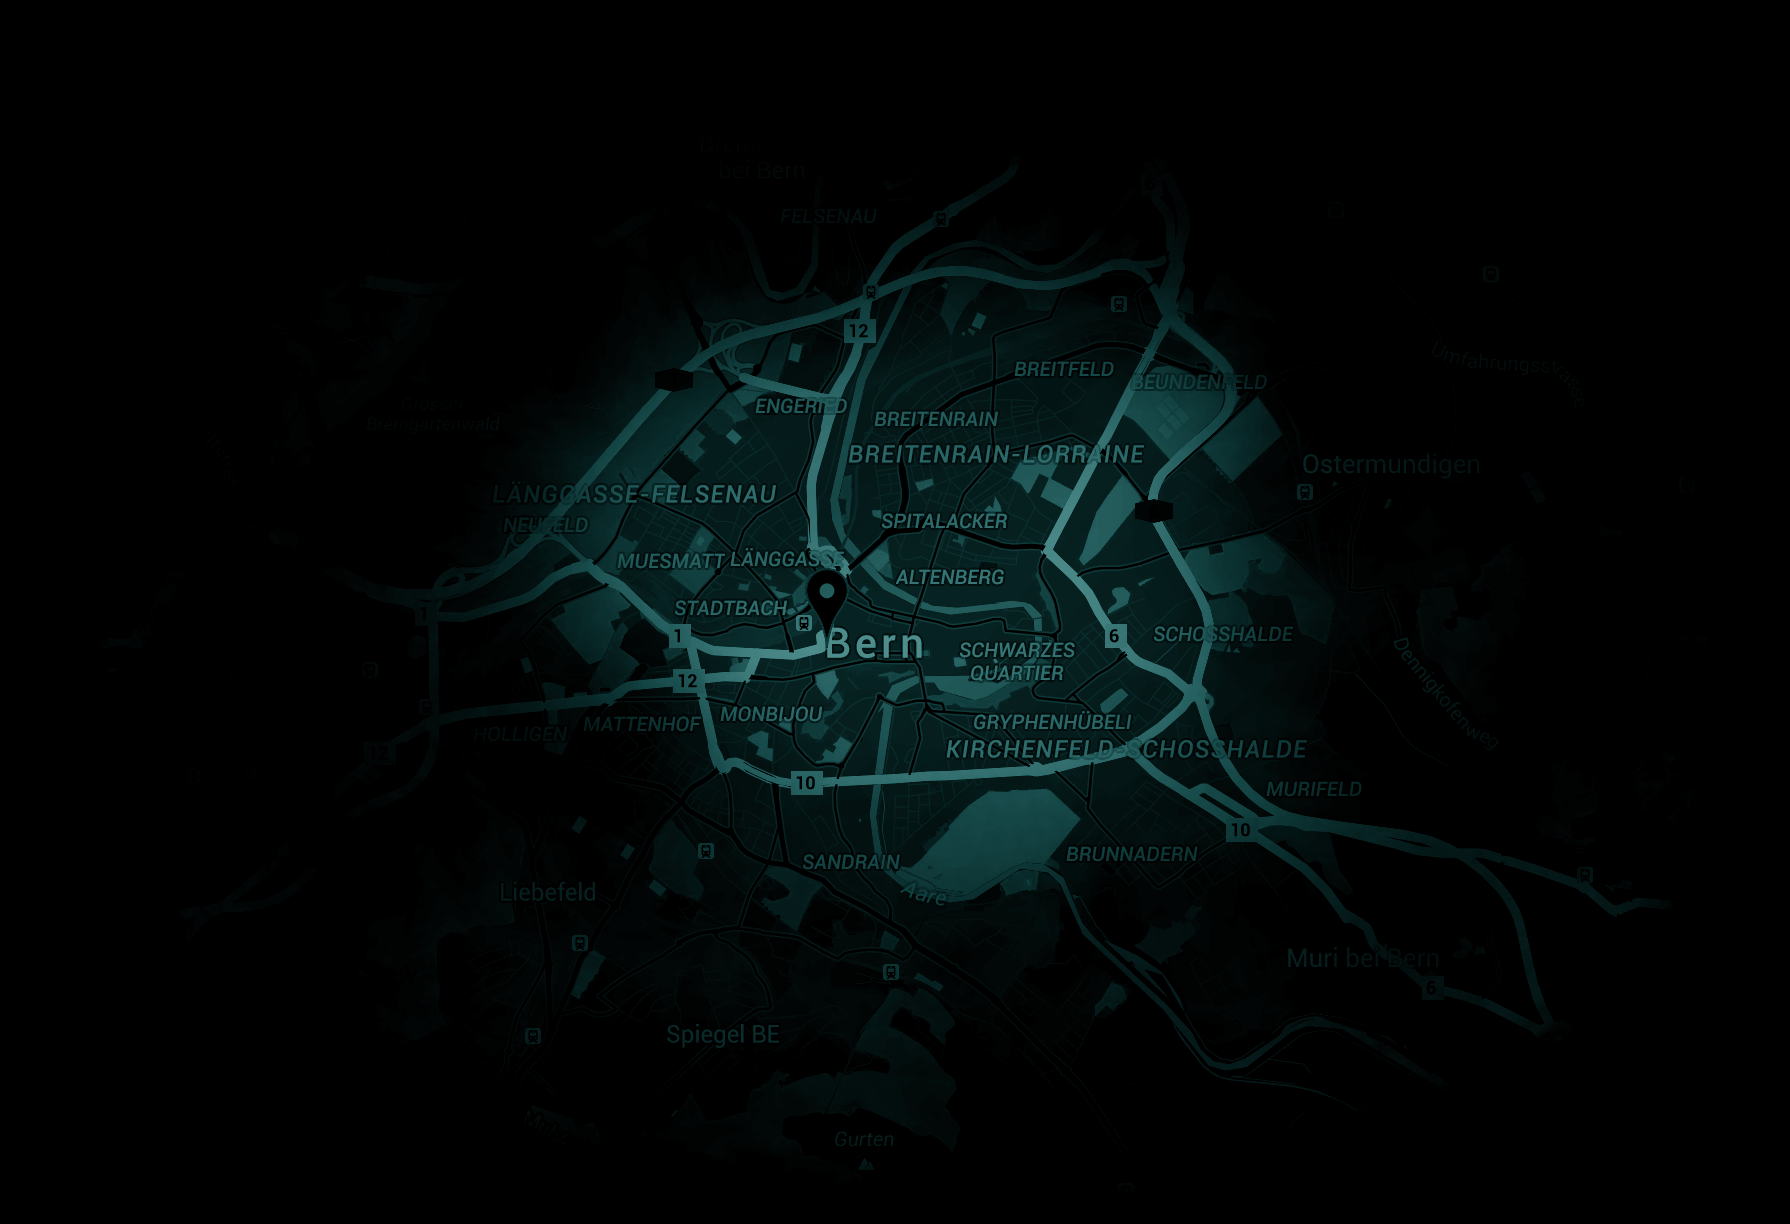 bei Bern
FELSENAU
12
Umfahrungsstrasse
BREITFELD
BEUNDENFELD
Grosser
Bremgartenwald
ENGERIED
BREITENRAIN
BREITENRAIN-LORRAINE
Ostermundigen
LÄNGGASSE-FELSENAU
NEUFELD
SPITALACKER
MUESMATT
LÄNGGASSE
ALTENBERG
STADTBACH
1
1
6
SCHOSSHALDE
Bern
SCHWARZES
QUARTIER
Dennigkofenweg
12
MONBIJOU
MATTENHOF
HOLLIGEN
GRYPHENHÜBELI
12
KIRCHENFELD-SCHOSSHALDE
10
MURIFELD
10
BRUNNADERN
SANDRAIN
Liebefeld
Aare
Muri bei Bern
6
Spiegel BE
Gurten